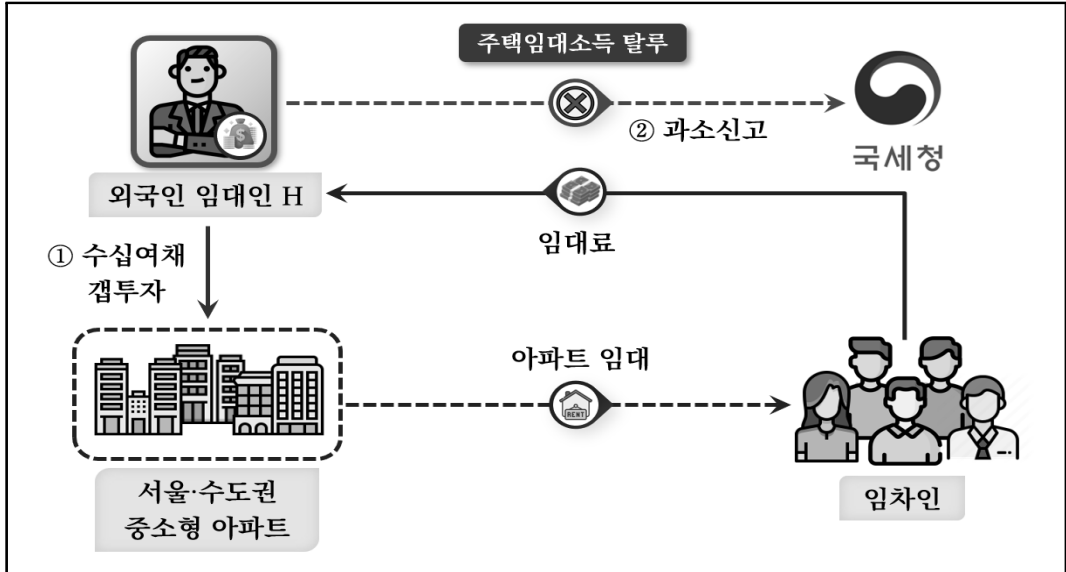 주택임대소득 탈루
② 과소신고
국세청
외국인 임대인 H
임대료
① 수십여채
갭투자
아파트 임대
RENT
서울·수도권
중소형 아파트
임차인